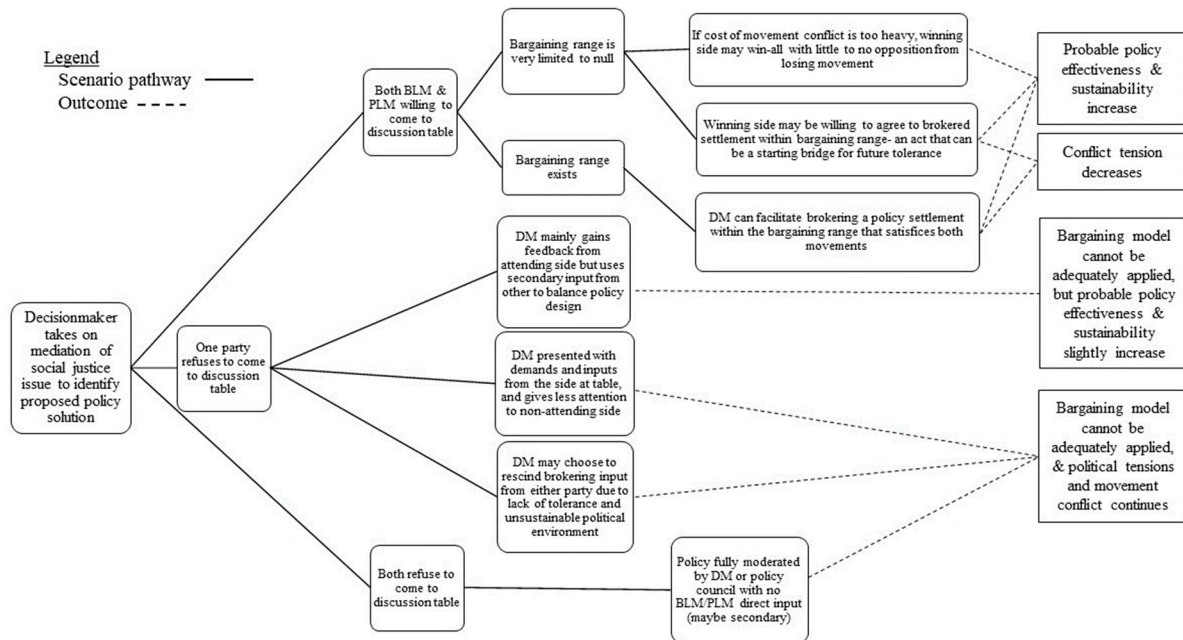 Legend
Scenario pathway
Outcome
Decisionmaker
takes on
mediation of
social justice
issue to identify
proposed policy
solution
Both BLM &
PLM willing to
come to
discussion table
One party
refuses to come
to discussion
table
Both refuse to
come to
discussion table
Bargaining range is
very limited to null
Bargaining range
exists
DM mainly gains
feedback from
attending side but uses
secondary input from
other to balance policy
design
DM presented with
demands and inputs
from the side at table,
and gives less attention
to non-attending side
DM may choose to
rescind brokering input
from either party due to
lack of tolerance and
unsustainable political
environment
If cost of movement conflict is too heavy, winning
side may win-all with little to no opposition from
losing movement
Winning side may be willing to agree to brokered
settlement within bargaining range- an act that can
be a starting bridge for future tolerance
DM can facilitate brokering a policy settlement
within the bargaining range that satisfices both
movements
Policy fully moderated
by DM or policy
council with no
BLM/PLM direct input
(maybe secondary)
Probable policy
effectiveness &
sustainability
increase
Conflict tension
decreases
Bargaining model
cannot be
adequately applied,
but probable policy
effectiveness &
sustainability
slightly increase
Bargaining model
cannot be
adequately applied,
& political tensions
and movement
conflict continues